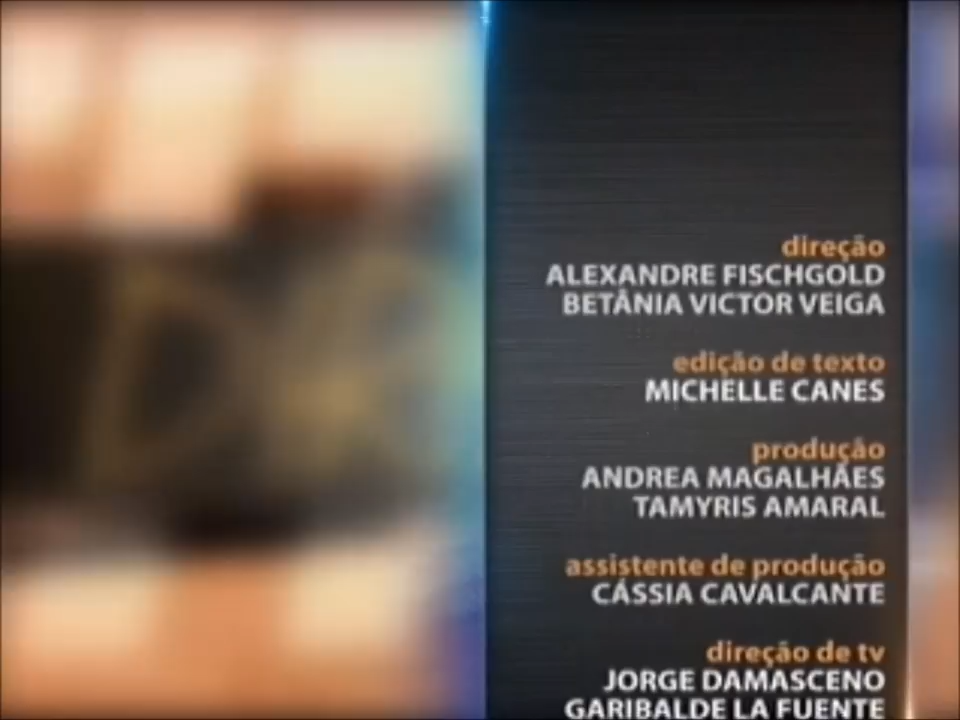 direção
ALEXANDRE FISCHGOLD
BETÂNIA VICTOR VEIGA
edição de texto
MICHELLE CANES
produção
ANDREA MAGALHÃES
TAMYRIS AMARAL
assistente de produção
CÁSSIA CAVALCANTE
direção de tv
JORGE DAMASCENO
GARIBALDE LA FUENTE